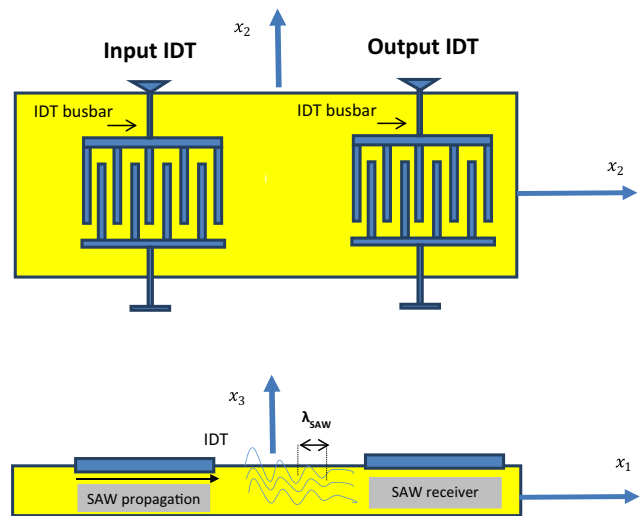 x₂
Input IDT
Output IDT
IDT busbar
IDT busbar
x₂
x₃
λSAW
IDT
x₁
SAW propagation
SAW receiver